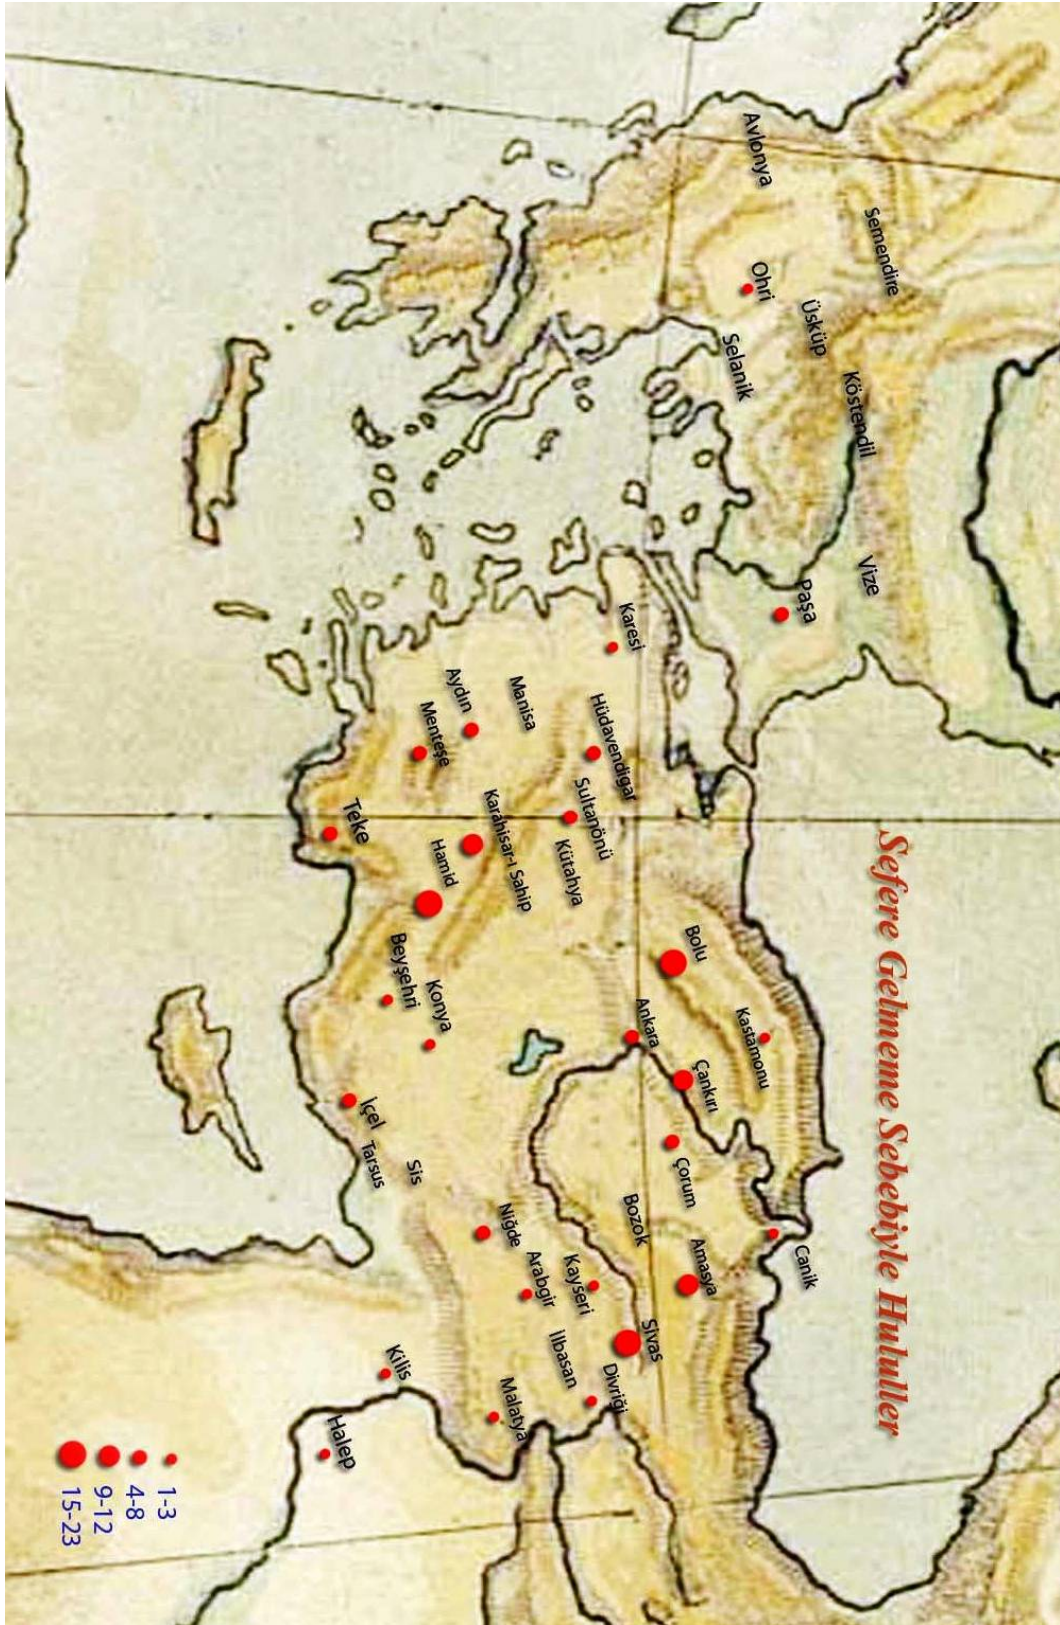 Sefere Gelmeme Sebebiyle Hulüller
Avlonya
Semendire
Ohri
Üsküp
Selanik
Köstendil
Vize
Paşa
Karesi
Manisa
Aydın
Menteşe
Hüdavendigar
Sultanönü
Kütahya
Karahisar-ı Sahip
Hamid
Teke
Bolu
Beyşehri
Konya
Ankara
Kastamonu
Çankırı
Çorum
İçel
Tarsus
Sis
Bozok
Canik
Amasya
Niğde
Arabgir
Kayseri
Sivas
İlbasan
Divriği
Malatya
Kilis
Halep
1-3
4-8
9-12
15-23